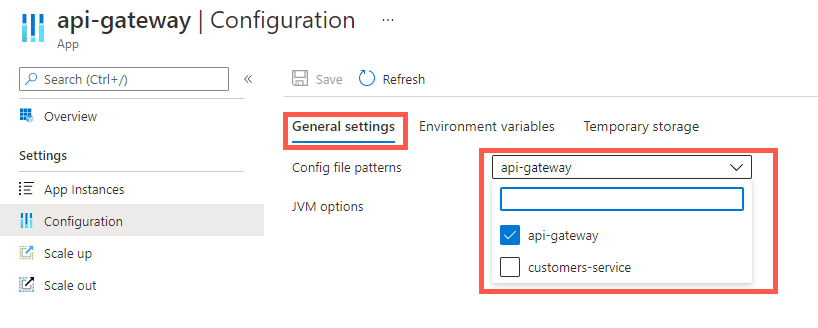 api-gateway | Configuration ...
App
Search (Ctrl+/) «
Save Refresh
Overview
General settings Environment variables Temporary storage
Settings
Config file patterns api-gateway
App Instances
JVM options
Configuration
api-gateway
Scale up
customers-service
Scale out